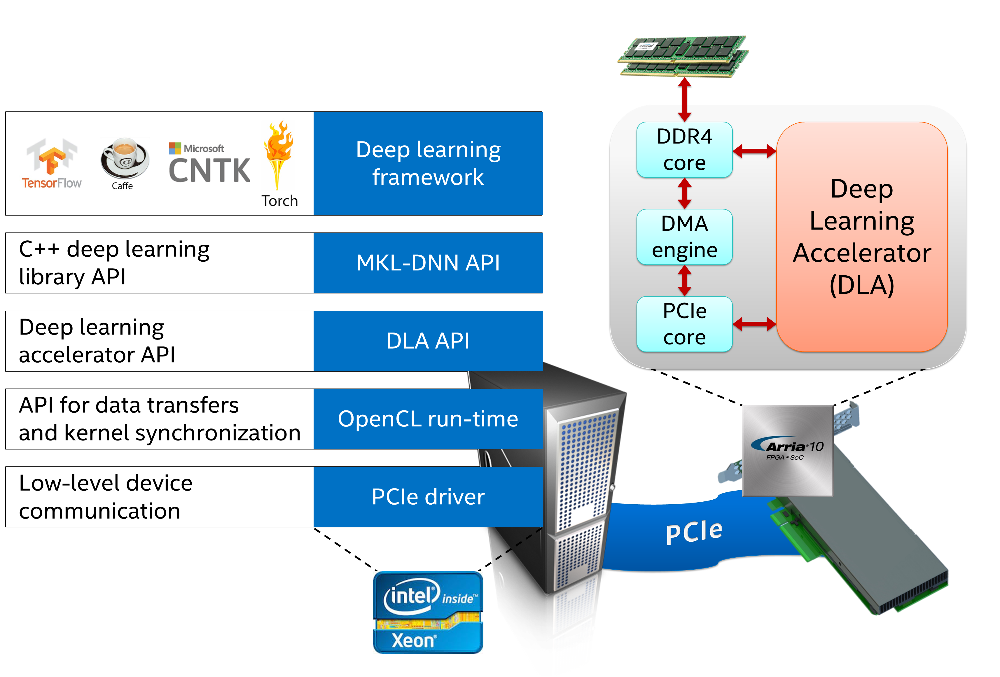 crucial
TensorFlow
Caffe
Microsoft
CNTK
Torch
Deep learning
framework
C++ deep learning
library API
MKL-DNN API
Deep learning
accelerator API
DLA API
API for data transfers
and kernel synchronization
OpenCL run-time
Low-level device
communication
PCIe driver
intel® inside™
Xeon®
DDR4
core
DMA
engine
PCIe
core
Deep
Learning
Accelerator
(DLA)
Arria® 10
FPGA ▪ SoC
PCIe